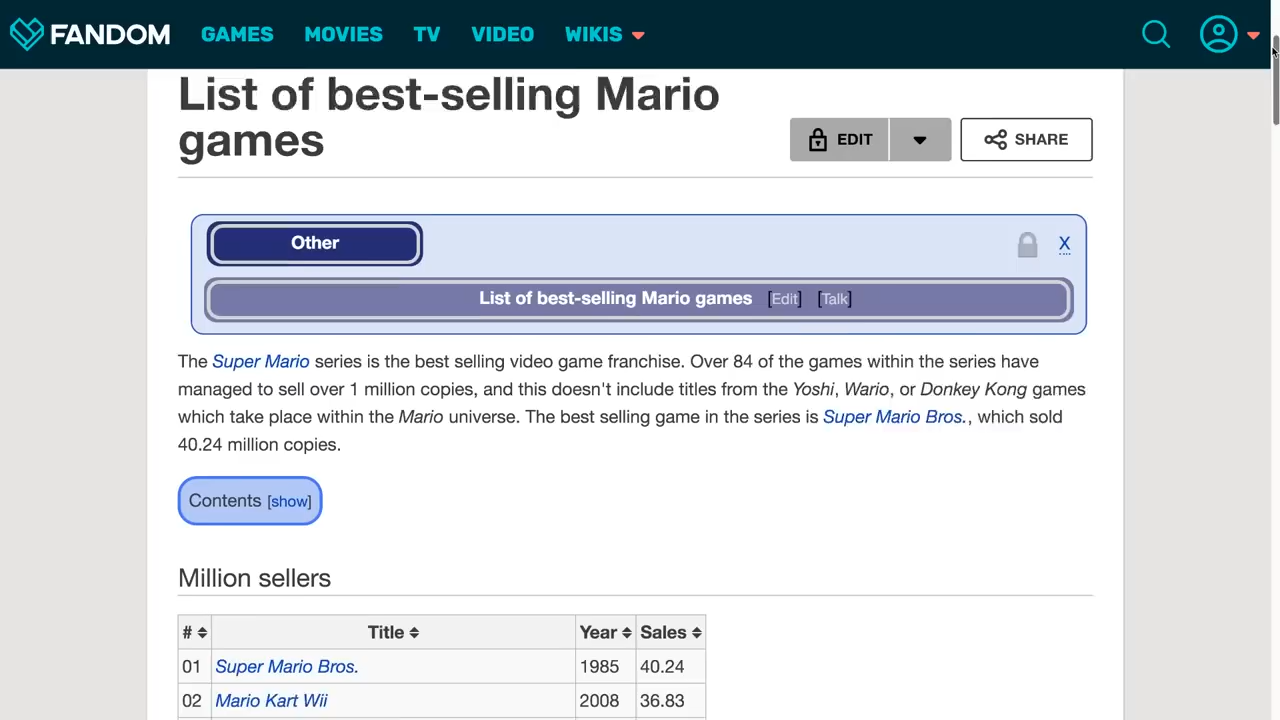 FANDOM GAMES MOVIES TV VIDEO WIKIS
List of best-selling Mario
games
EDIT SHARE
Other X
List of best-selling Mario games [Edit] [Talk]
The Super Mario series is the best selling video game franchise. Over 84 of the games within the series have
managed to sell over 1 million copies, and this doesn't include titles from the Yoshi, Wario, or Donkey Kong games
which take place within the Mario universe. The best selling game in the series is Super Mario Bros., which sold
40.24 million copies.
Contents [show]
Million sellers
# Title Year Sales
01 Super Mario Bros. 1985 40.24
02 Mario Kart Wii 2008 36.83